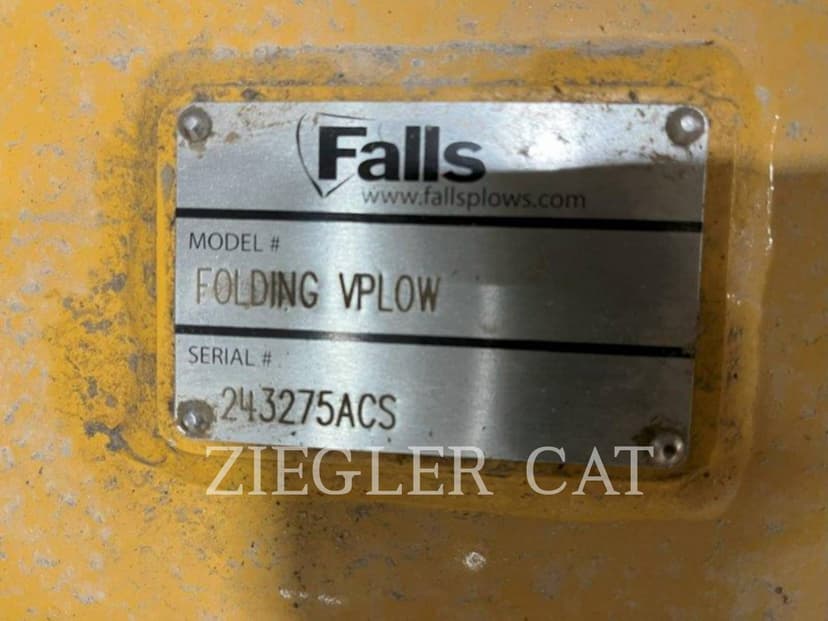 Falls
www.fallsplows.com
MODEL #
FOLDING VPLOW
SERIAL #
243275ACS
ZIEGLER CAT